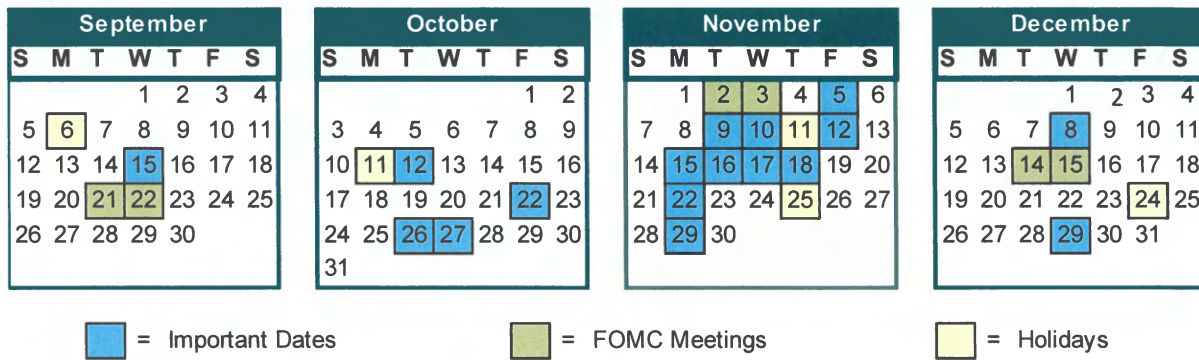 September October November December
S M T W T F S S M T W T F S S M T W T F S S M T W T F S
1 2 3 4 1 2 1 2 3 4 5 6 1 2 3 4
5 6 7 8 9 10 11 3 4 5 6 7 8 9 7 8 9 10 11 12 13 5 6 7 8 9 10 11
12 13 14 15 16 17 18 10 11 12 13 14 15 16 14 15 16 17 18 19 20 12 13 14 15 16 17 18
19 20 21 22 23 24 25 17 18 19 20 21 22 23 21 22 23 24 25 26 27 19 20 21 22 23 24 25
26 27 28 29 30 24 25 26 27 28 29 30 28 29 30 26 27 28 29 30 31
31
= Important Dates = FOMC Meetings = Holidays